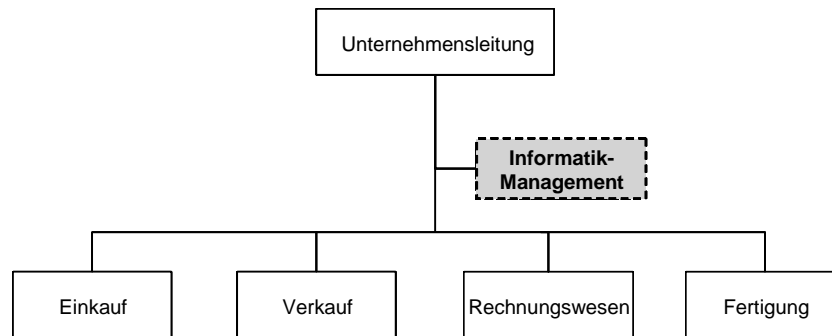 Unternehmensleitung
Informatik-
Management
Einkauf
Verkauf
Rechnungswesen
Fertigung